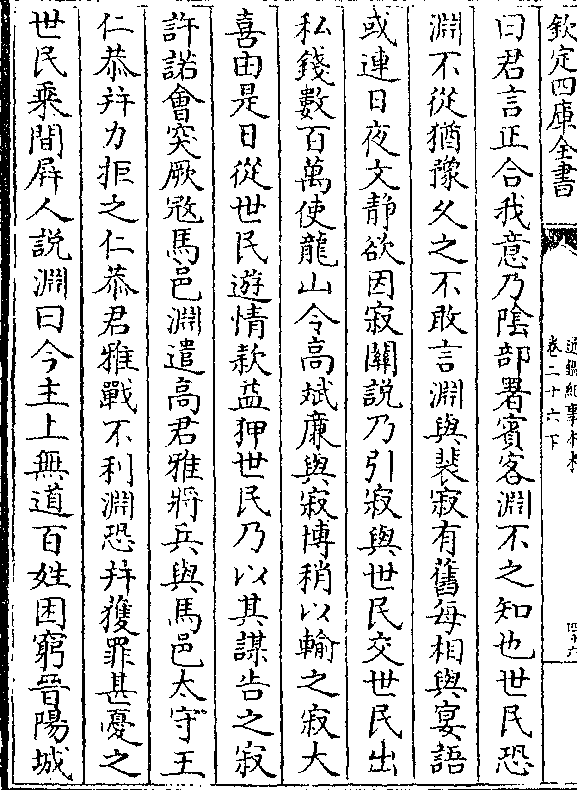 欽定四庫全書
通鑑紀事本末
卷二十六下
四六
曰君言正合我意乃陰部署賓客淵不之知也世民恐
淵不從猶豫久之不敢言淵與裴寂有舊每相與宴語
或連日夜文靜欲因寂關說乃引寂與世民交世民出
私錢數百萬使龍山令高斌廉與寂博稍以輸之寂大
喜由是日從世民遊情款益狎世民乃以其謀告之寂
許諾會突厥宼馬邑淵遣高君雅將兵與馬邑太守王
仁恭幷力拒之仁恭君雅戰不利淵恐幷獲罪甚憂之
世民乘間屏人説淵曰今主上無道百姓困窮晉陽城